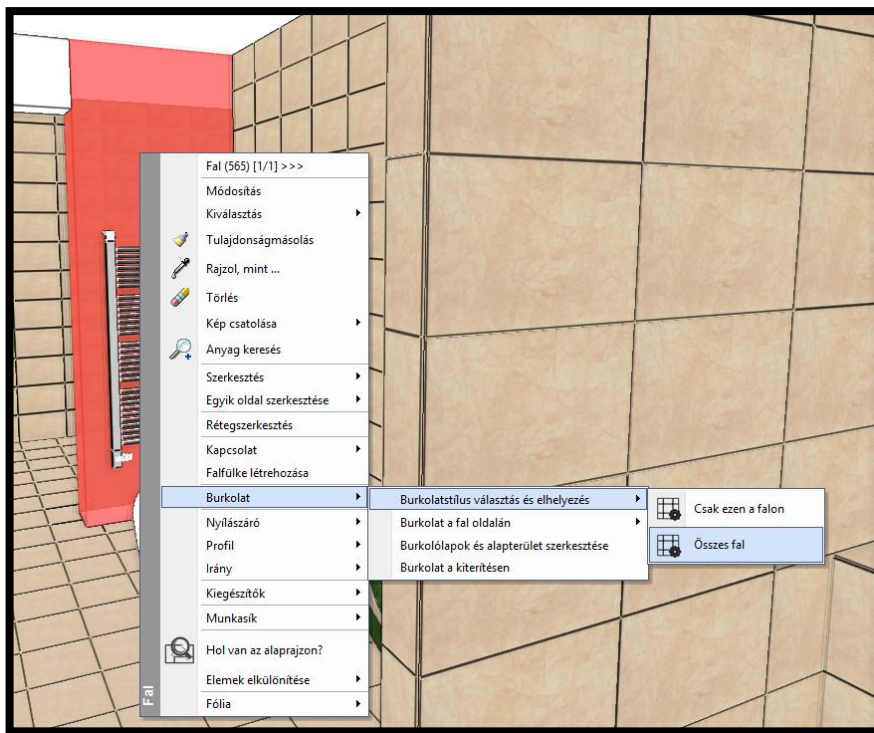 Fal (565) [1/1] >>>
Módosítás
Kiválasztás
Tulajdonságmásolás
Rajzol, mint ...
Törlés
Kép csatolása
Anyag keresés
Szerkesztés
Egyik oldal szerkesztése
Rétegszerkesztés
Kapcsolat
Falfülke létrehozása
Burkolat
Nyílászáró
Profil
Irány
Kiegészítők
Munkasík
Hol van az alaprajzon?
Elemek elkülönítése
Fólia
Fal
Burkolatstílus választás és elhelyezés
Burkolat a fal oldalán
Burkolólapok és alapterület szerkesztése
Burkolat a kiterítésen
Csak ezen a falon
Összes fal